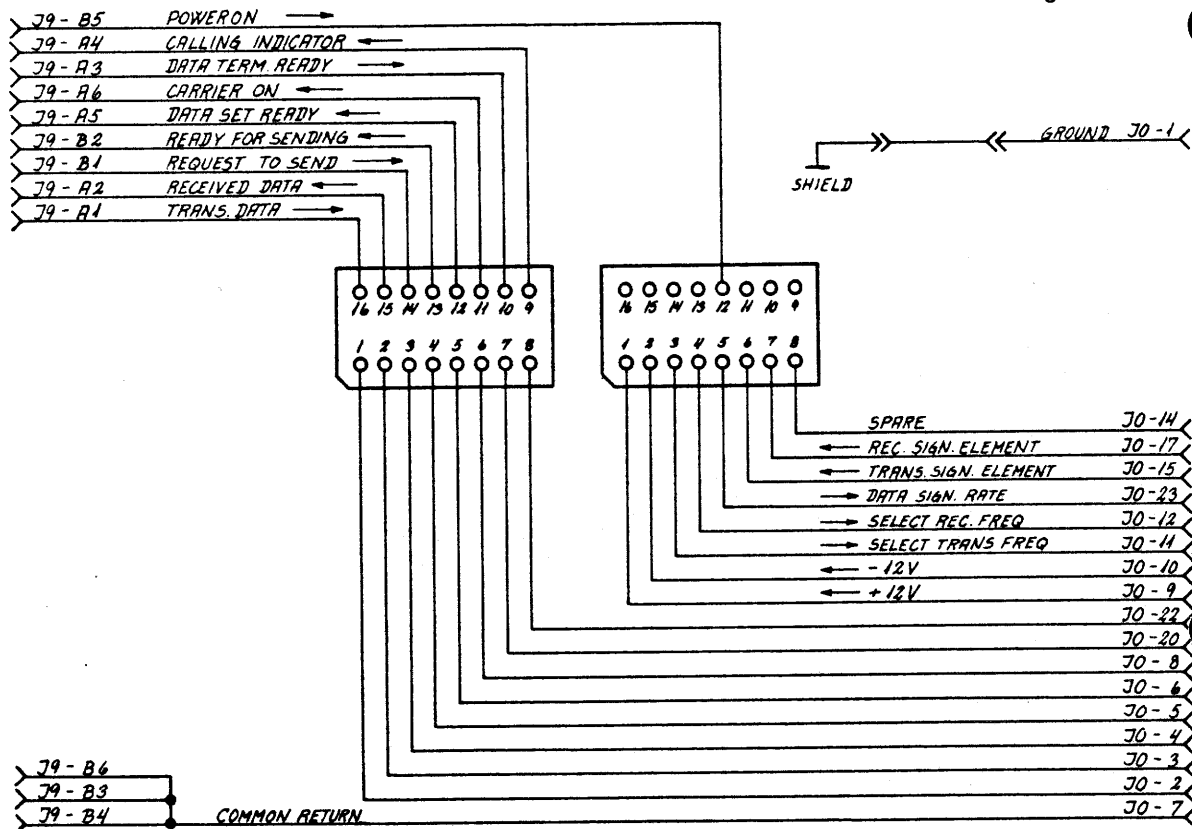 J9 - B5 POWER ON
J9 - A4 CALLING INDICATOR
J9 - A3 DATA TERM. READY
J9 - A6 CARRIER ON
J9 - A5 DATA SET READY
J9 - B2 READY FOR SENDING
J9 - B1 REQUEST TO SEND
J9 - A2 RECEIVED DATA
J9 - A1 TRANS. DATA
GROUND J0-1
SHIELD
16 15 14 13 12 11 10 9
1 2 3 4 5 6 7 8
16 15 14 13 12 11 10 9
1 2 3 4 5 6 7 8
SPARE J0-14
REC. SIGN. ELEMENT J0-17
TRANS. SIGN. ELEMENT J0-15
DATA SIGN. RATE J0-23
SELECT REC. FREQ J0-12
SELECT TRANS FREQ J0-11
- 12V J0-10
+ 12V J0-9
J0-22
J0-20
J0-8
J0-6
J0-5
J0-4
J0-3
J0-2
J9 - B6
J9 - B3
J9 - B4 COMMON RETURN J0-7